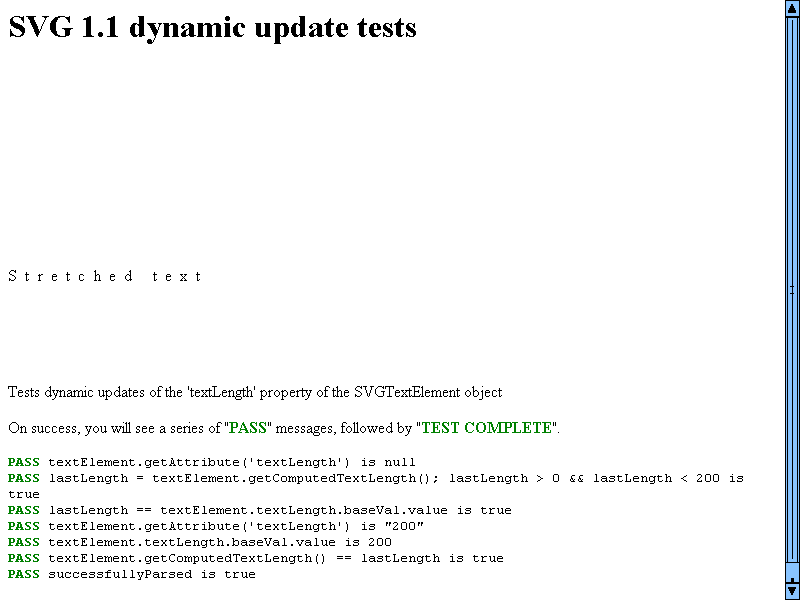 SVG 1.1 dynamic update tests
S t r e t c h e d  t e x t
Tests dynamic updates of the 'textLength' property of the SVGTextElement object
On success, you will see a series of "PASS" messages, followed by "TEST COMPLETE".
PASS textElement.getAttribute('textLength') is null
PASS lastLength = textElement.getComputedTextLength(); lastLength > 0 && lastLength < 200 is
true
PASS lastLength == textElement.textLength.baseVal.value is true
PASS textElement.getAttribute('textLength') is "200"
PASS textElement.textLength.baseVal.value is 200
PASS textElement.getComputedTextLength() == lastLength is true
PASS successfullyParsed is true